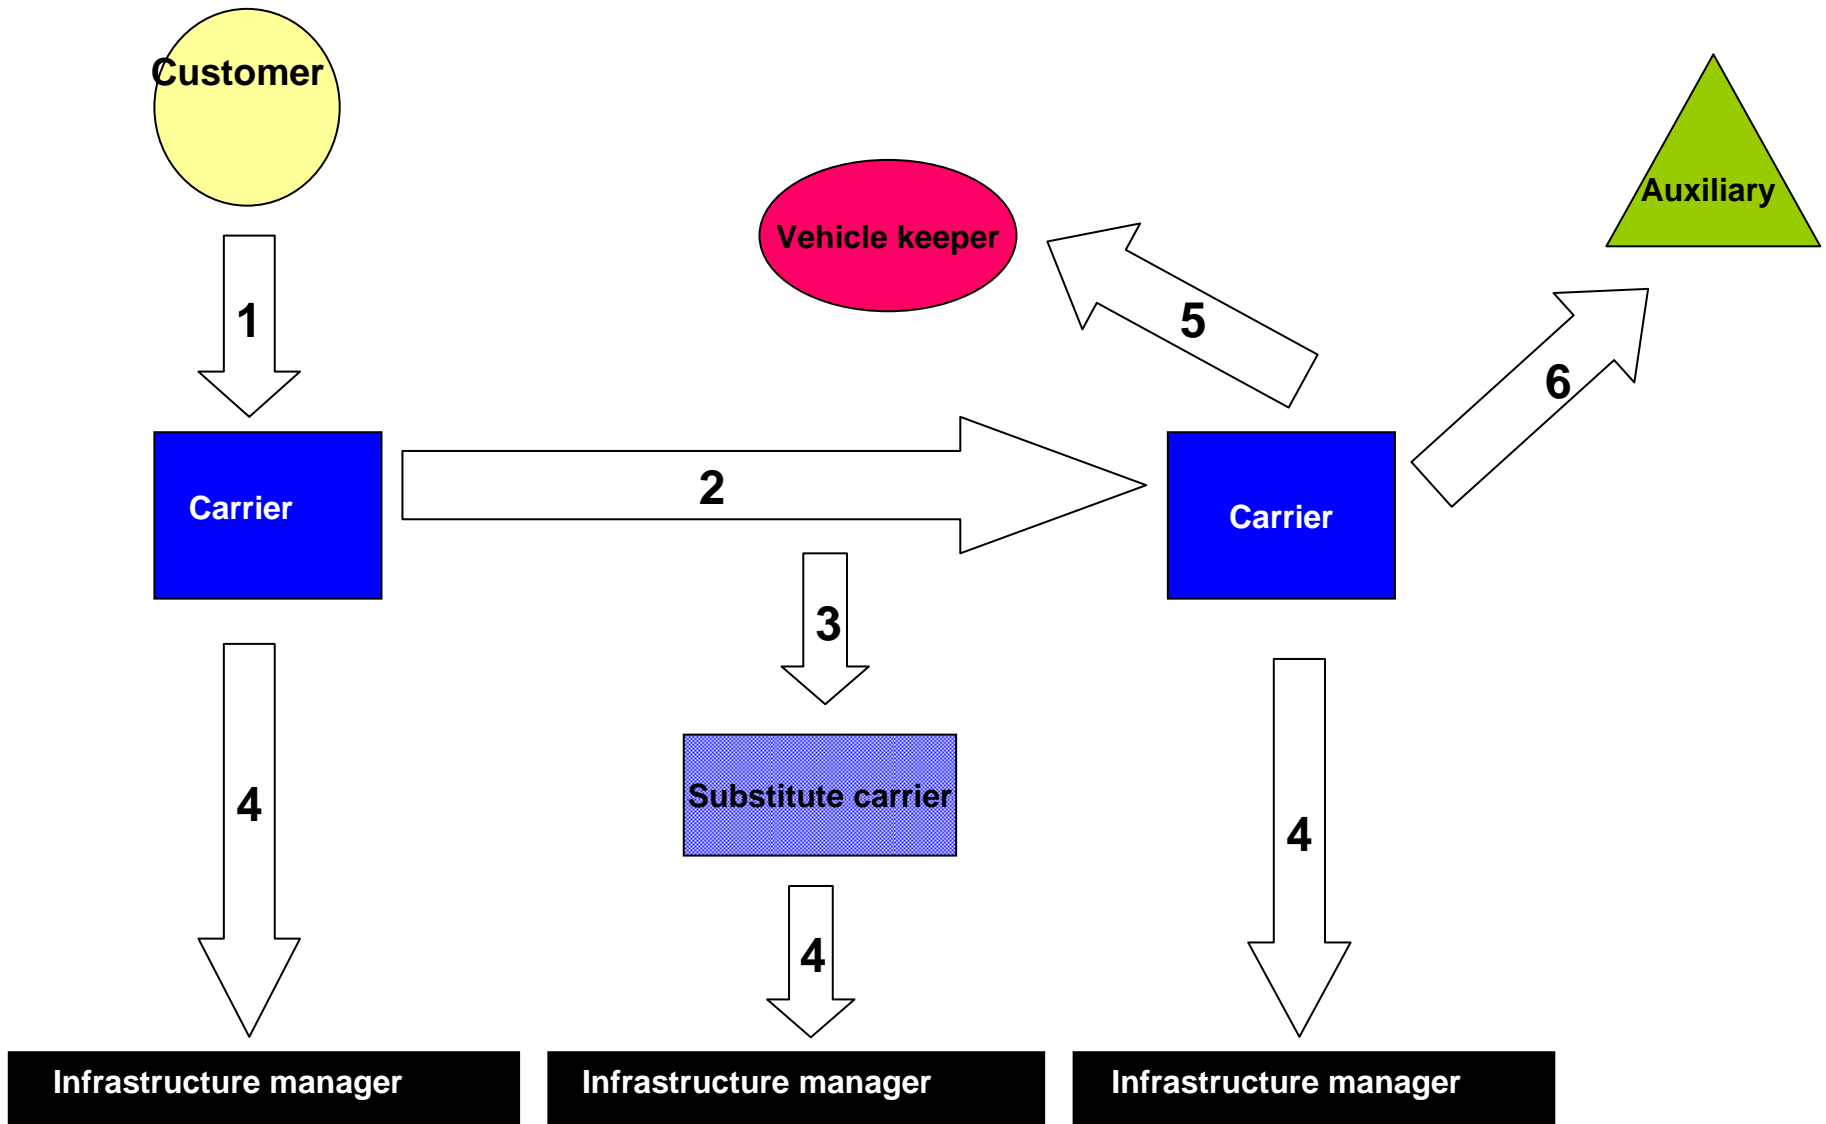 Customer
Auxiliary
Vehicle keeper
1
5
6
Carrier
2
Carrier
3
4
Substitute carrier
4
4
Infrastructure manager
Infrastructure manager
Infrastructure manager